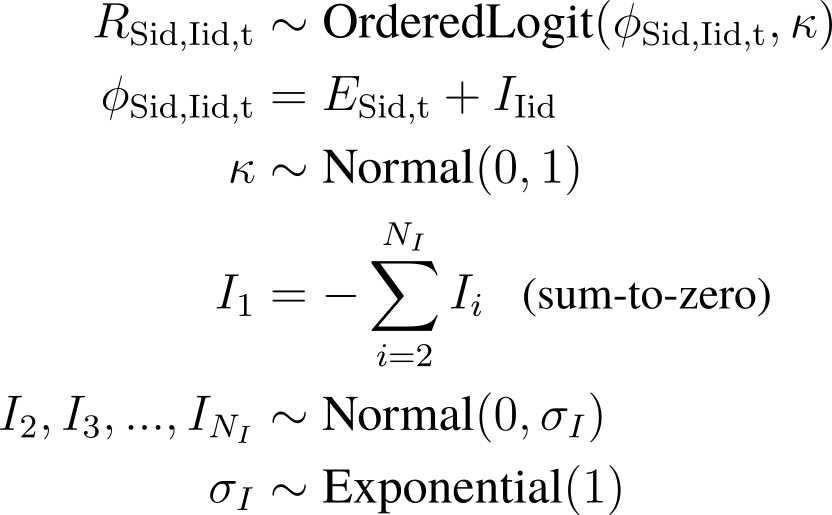 R_{Sid,Iid,t} ∼ OrderedLogit(ϕ_{Sid,Iid,t}, κ)
ϕ_{Sid,Iid,t} = E_{Sid,t} + I_{Iid}
κ ∼ Normal(0, 1)
I_1 = − ∑_{i=2}^{N_I} I_i (sum-to-zero)
I_2, I_3, ..., I_{N_I} ∼ Normal(0, σ_I)
σ_I ∼ Exponential(1)